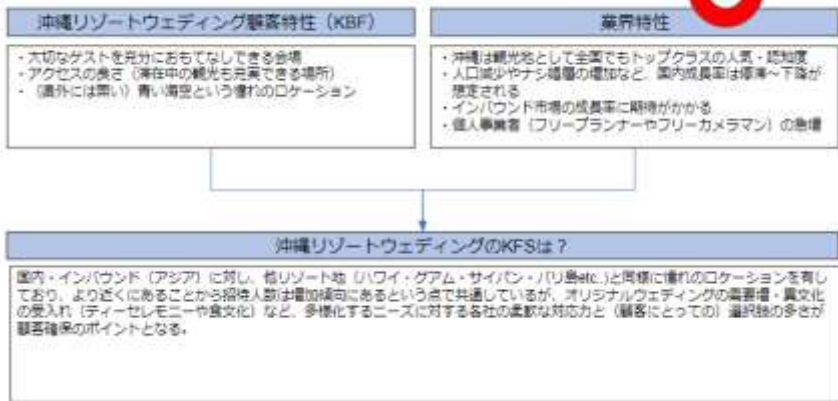 沖縄リゾートウェディング顧客特性（KBF）
・大切なゲストを充分におもてなしできる会場
・アクセスの良さ（滞在中の観光も充実できる場所）
・（県外には無い）青い海空という憧れのロケーション
業界特性
・沖縄は観光地として全国でもトップクラスの人気・認知度
・人口減少やナシ婚層の増加など、国内成長率は停滞～下降が
想定される
・インバウンド市場の成長率に期待がかかる
・個人事業者（フリープランナーやフリーカメラマン）の急増
沖縄リゾートウェディングのKFSは？
国内・インバウンド（アジア）に対し、他リゾート地（ハワイ・グアム・サイパン・バリ島etc.)と同様に憧れのロケーションを有し
ており、より近くにあることから招待人数は増加傾向にあるという点で共通しているが、オリジナルウェディングの需要増・異文化
の受入れ（ティーセレモニーや食文化）など、多様化するニーズに対する各社の柔軟な対応力と（顧客にとっての）選択肢の多さが
顧客確保のポイントとなる。